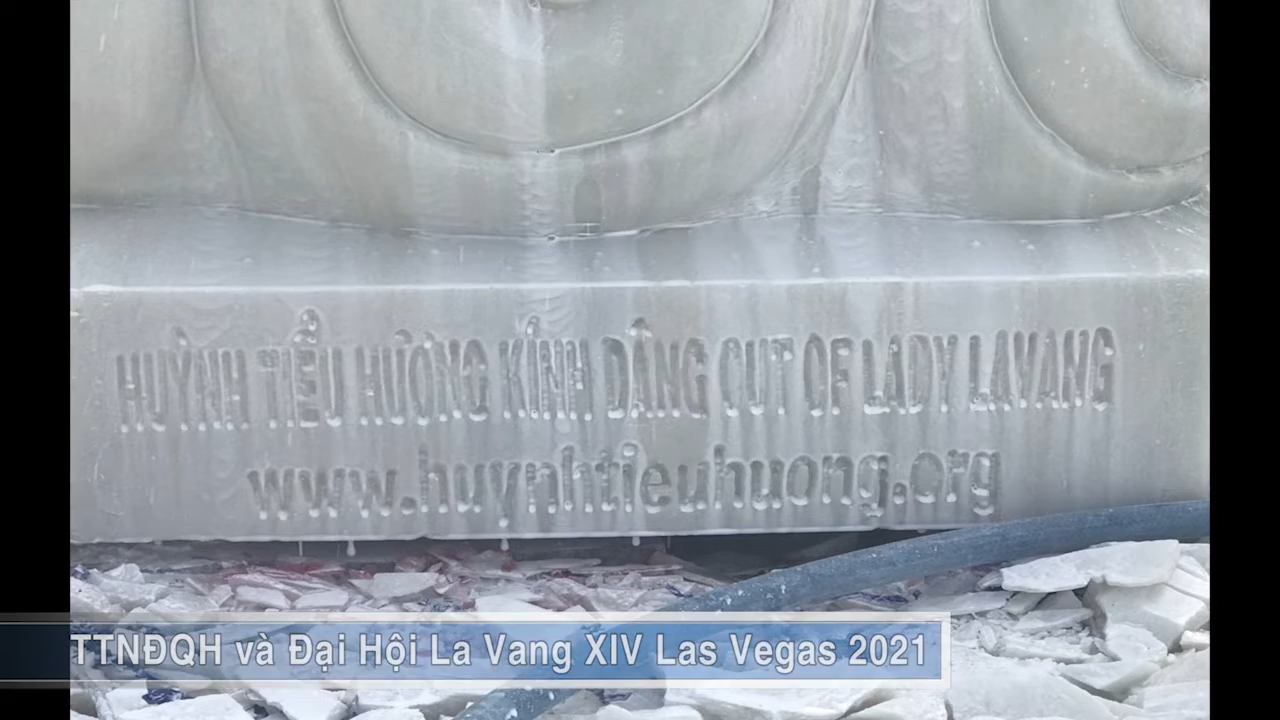 HUỲNH TIỂU HƯƠNG KÍNH DÂNG CUT OF LADY LAVANG
www.huynhtieuhuong.org
TTNĐQH và Đại Hội La Vang XIV Las Vegas 2021